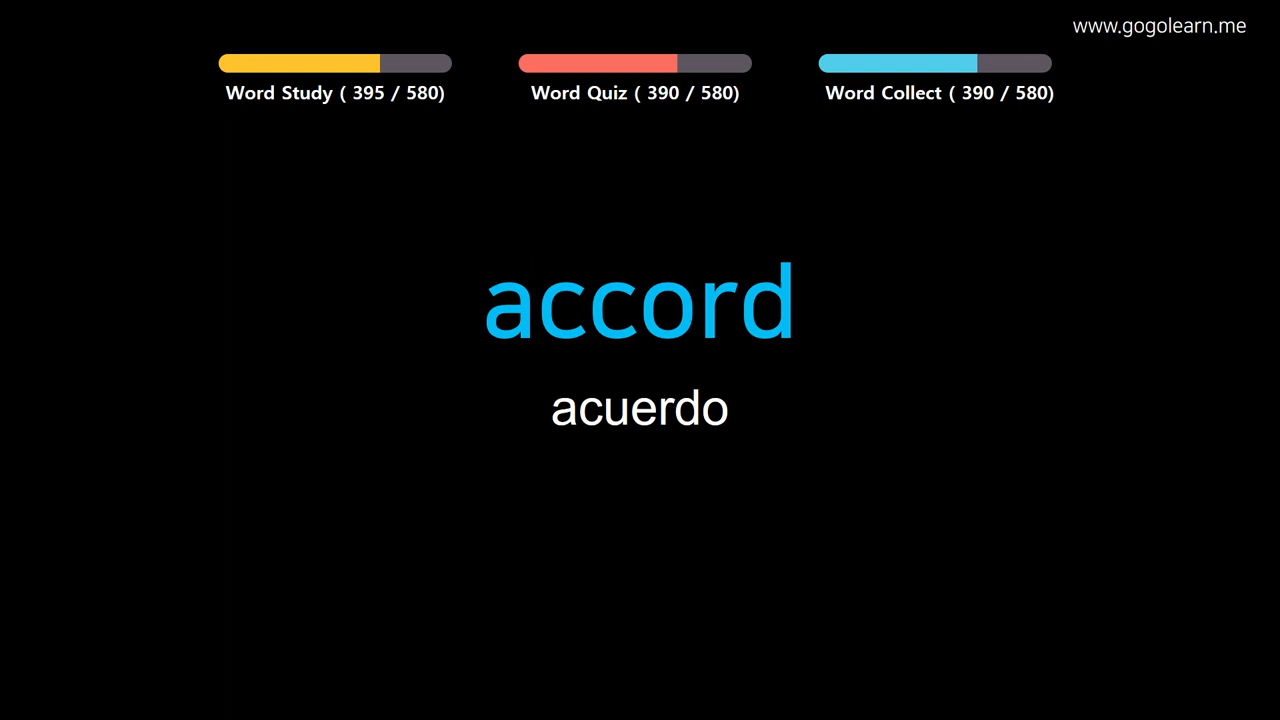 www.gogolearn.me
Word Study ( 395 / 580)
Word Quiz ( 390 / 580)
Word Collect ( 390 / 580)
accord
acuerdo